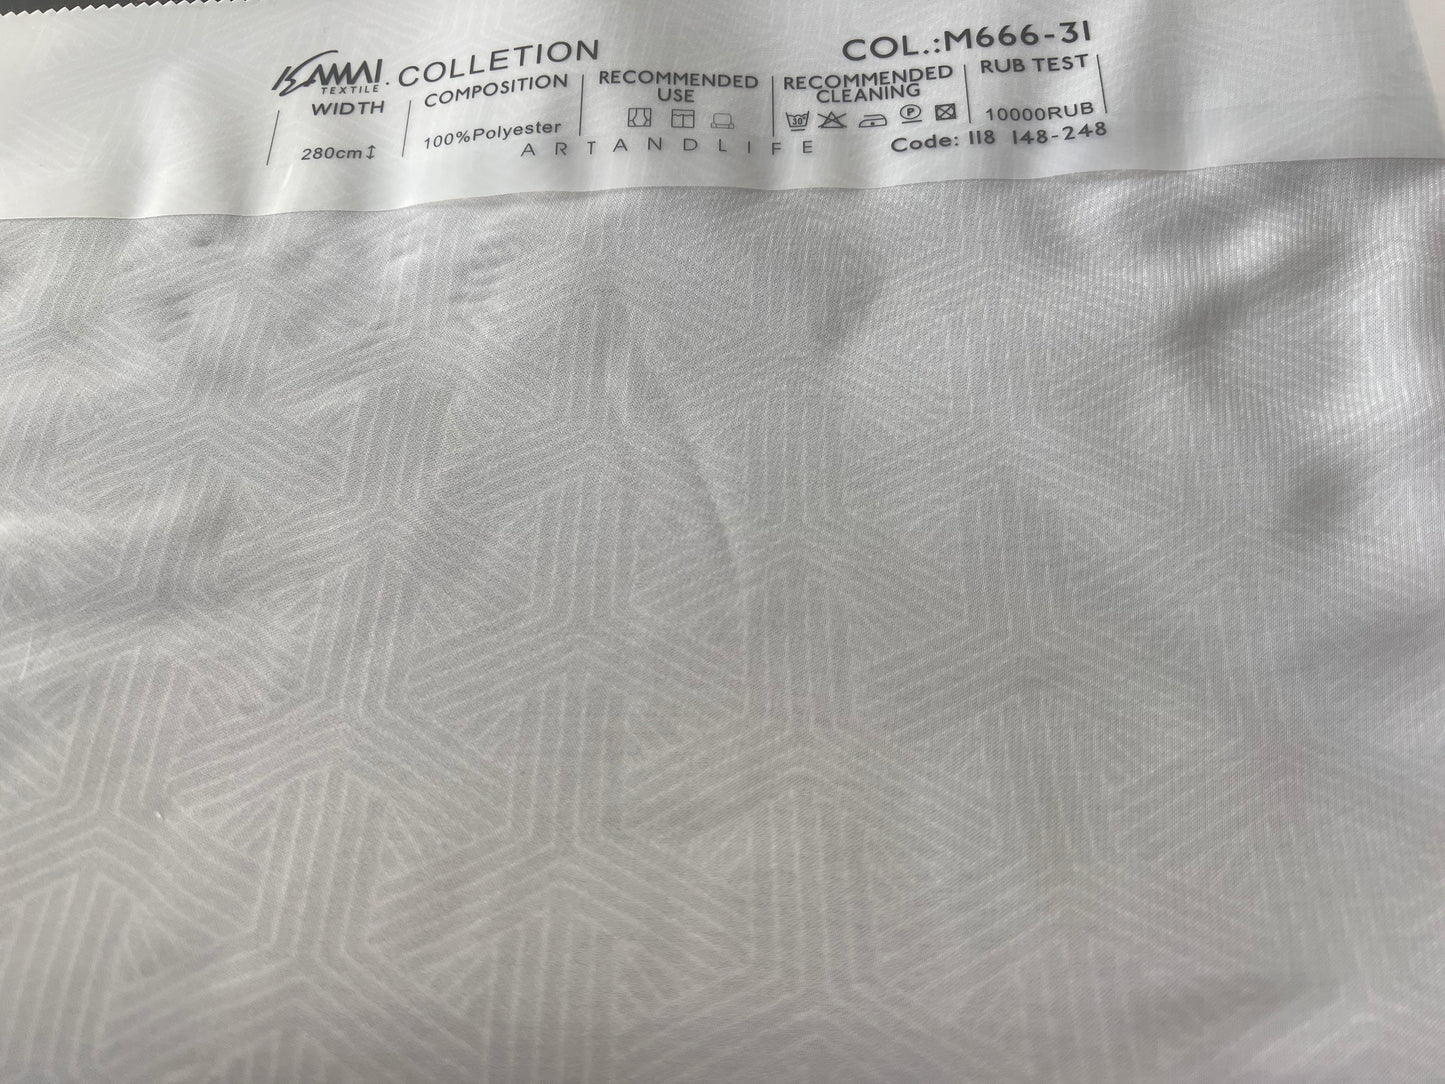 KAMAI. COLLETION
TEXTILE
COL.:M666-31
WIDTH
280cm↕
COMPOSITION
100%Polyester
RECOMMENDED
USE
RECOMMENDED
CLEANING
30°
P
RUB TEST
10000RUB
ARTANDLIFE
Code: 118 148-248